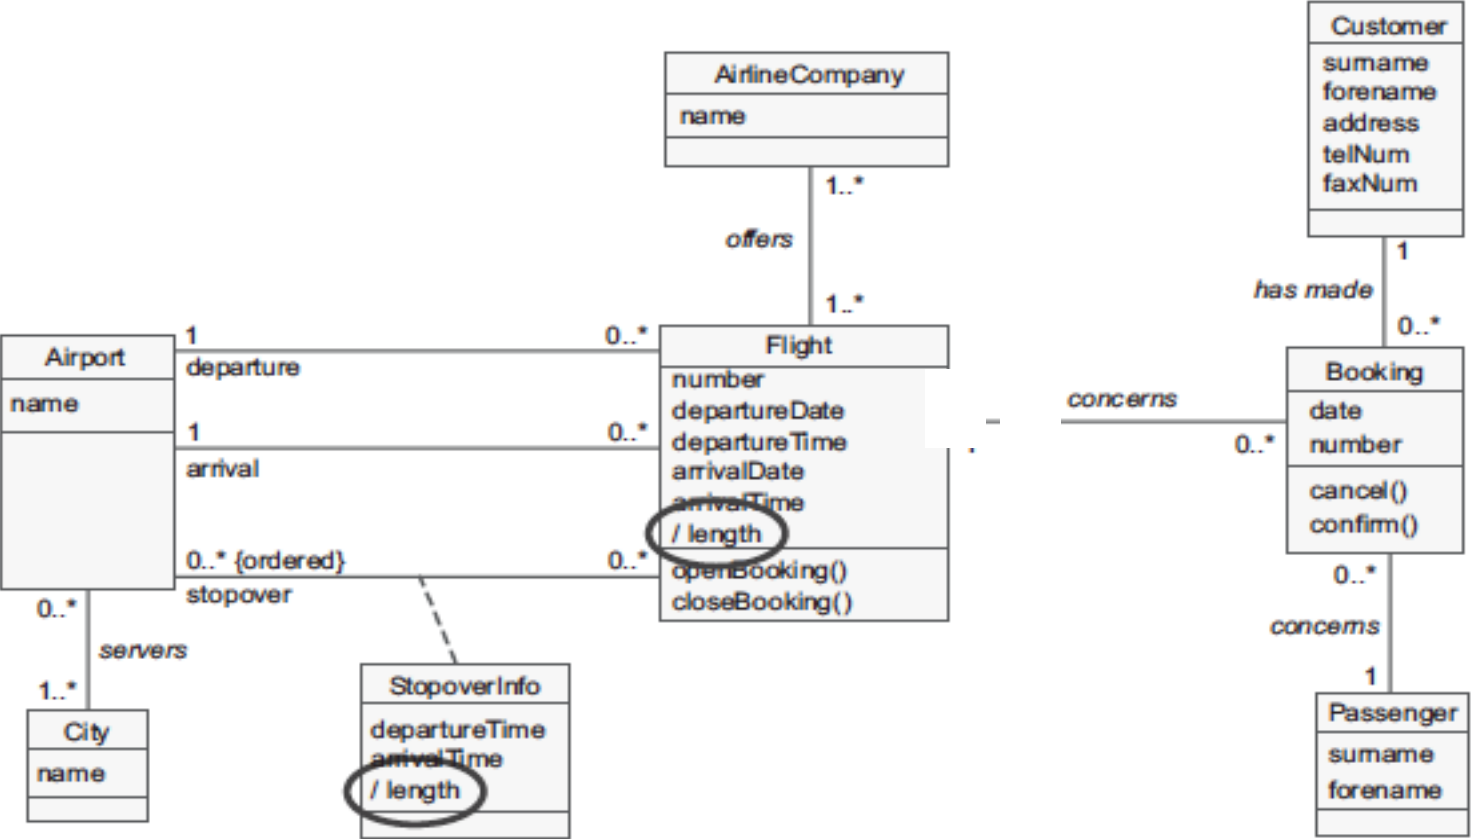 Customer
surname
forename
address
telNum
faxNum
AirlineCompany
name
1..*
offers
1..*
1
has made
0..*
Airport
name
1
departure
0..*
1
arrival
0..*
0..* {ordered}
stopover
0..*
Flight
number
departureDate
departureTime
arrivalDate
arrivalTime
/ length
openBooking()
closeBooking()
concerns
0..*
Booking
date
number
cancel()
confirm()
0..*
concerns
1
Passenger
surname
forename
0..*
servers
1..*
City
name
StopoverInfo
departureTime
arrivalTime
/ length